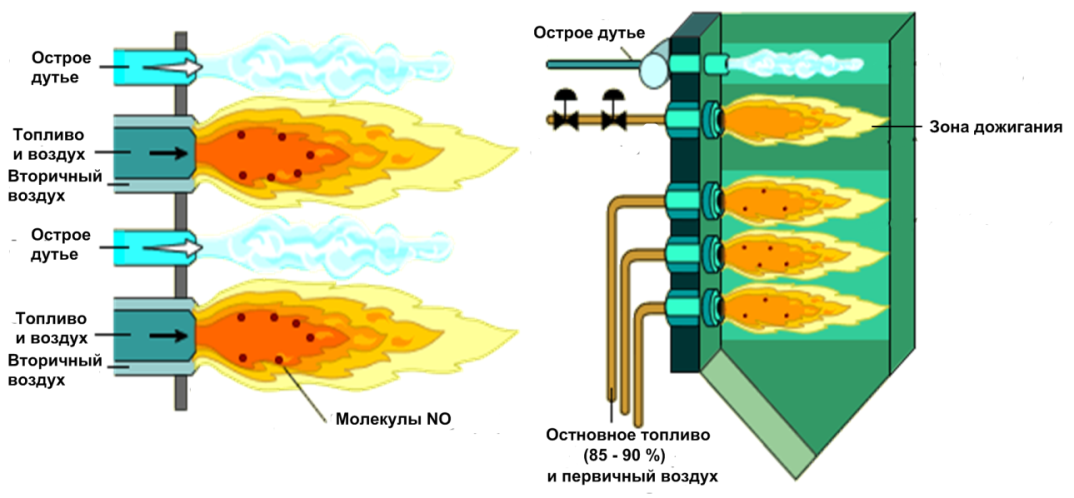 Острое
дутье
Топливо
и воздух
Вторичный
воздух
Острое
дутье
Топливо
и воздух
Вторичный
воздух
Молекулы NO
Острое дутье
Зона дожигания
Остновное топливо
(85 - 90 %)
и первичный воздух